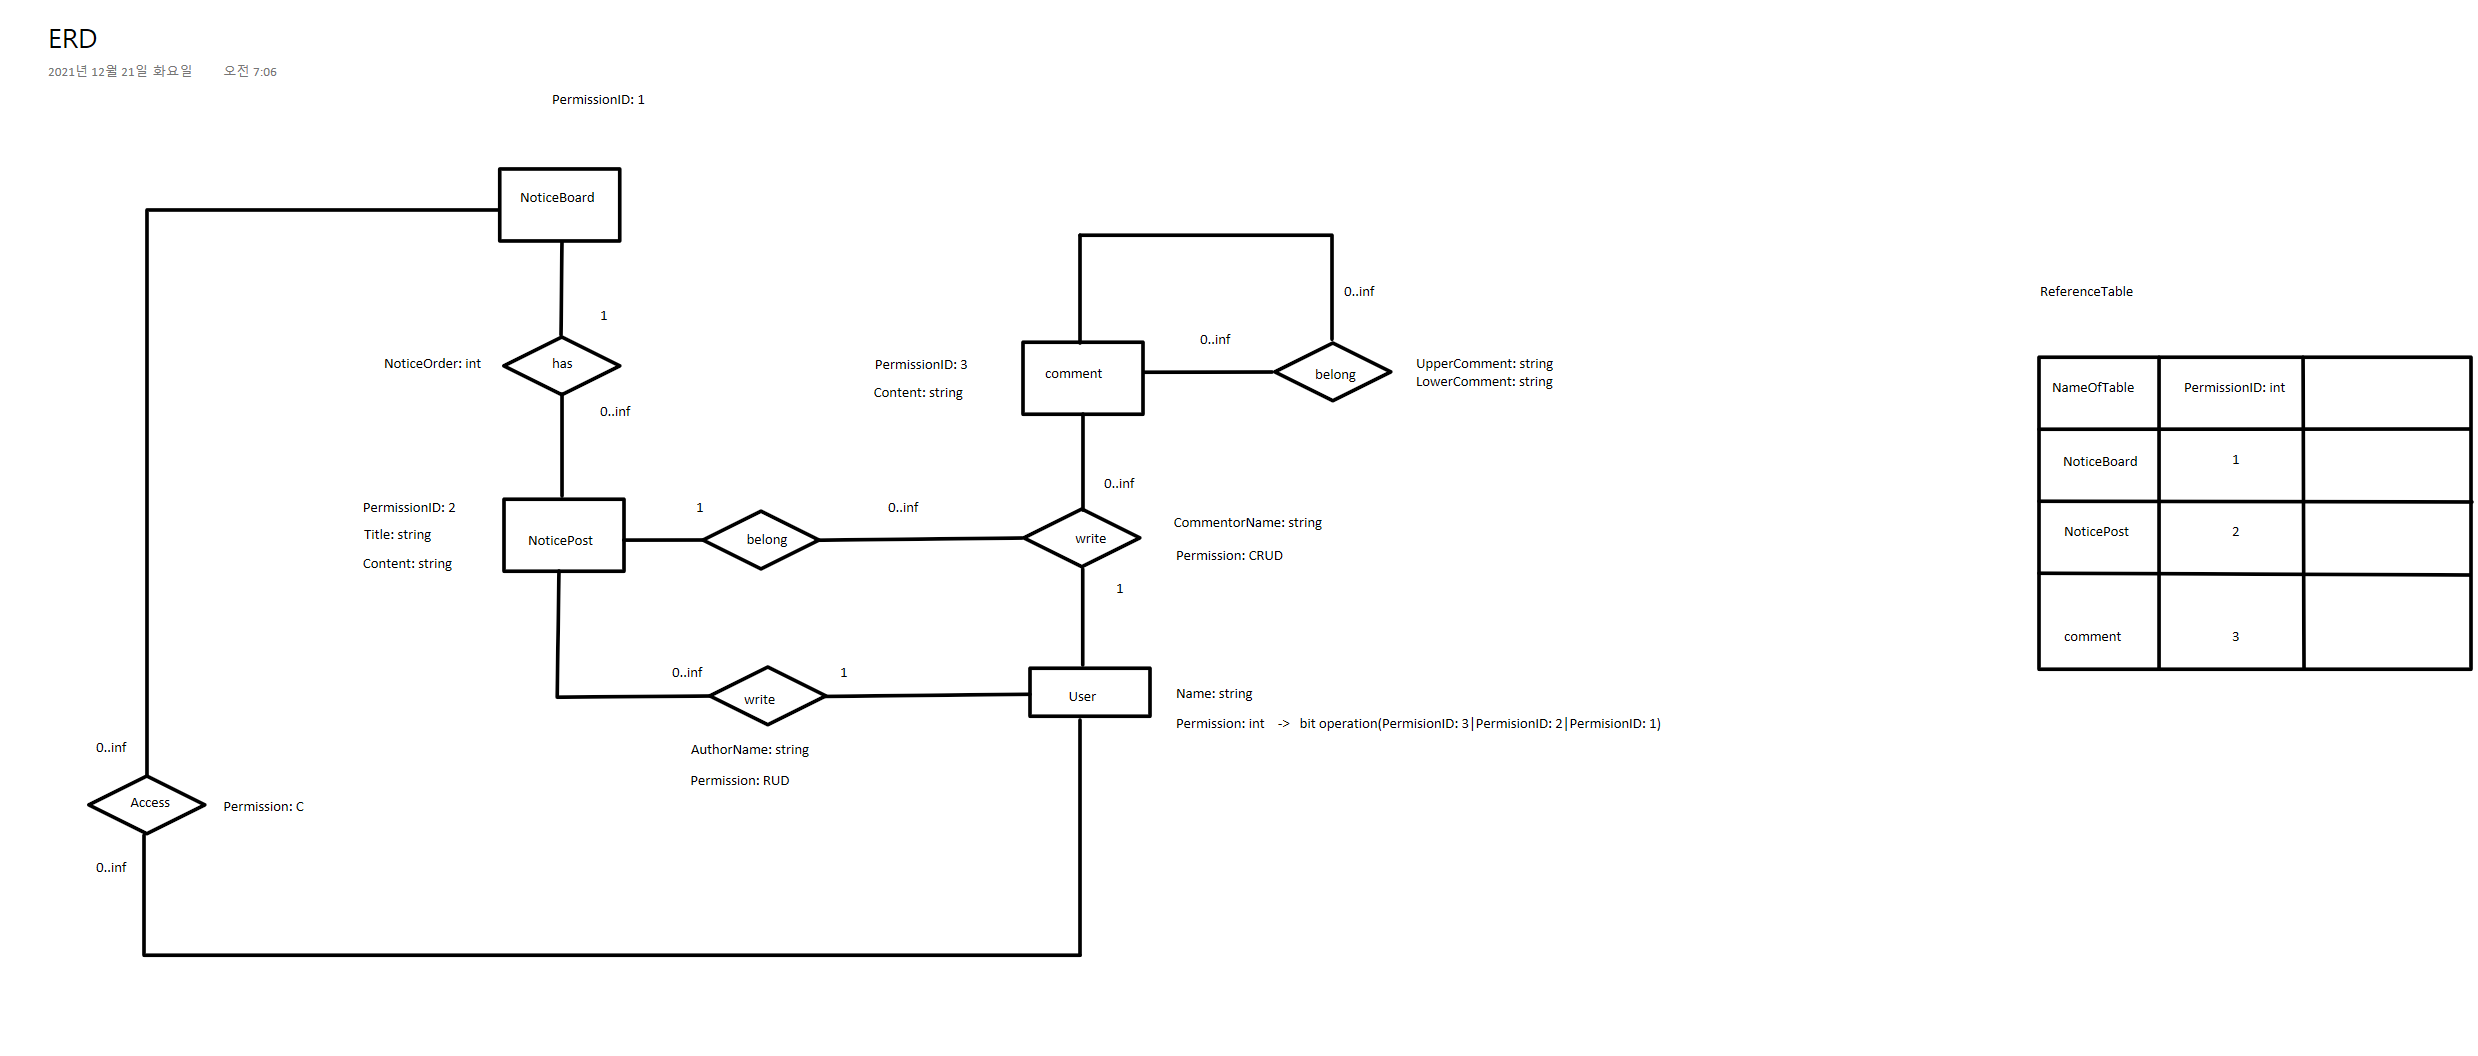 ERD
2021년 12월 21일 화요일 오전 7:06
PermissionID: 1
NoticeBoard
1
NoticeOrder: int
has
0..inf
PermissionID: 2
Title: string
Content: string
NoticePost
1
belong
0..inf
PermissionID: 3
Content: string
comment
0..inf
0..inf
belong
UpperComment: string
LowerComment: string
0..inf
write
CommentorName: string
Permission: CRUD
1
0..inf
write
1
AuthorName: string
Permission: RUD
User
Name: string
Permission: int -> bit operation(PermisionID: 3|PermisionID: 2|PermisionID: 1)
0..inf
Access
Permission: C
0..inf
ReferenceTable
NameOfTable PermissionID: int
NoticeBoard 1
NoticePost 2
comment 3